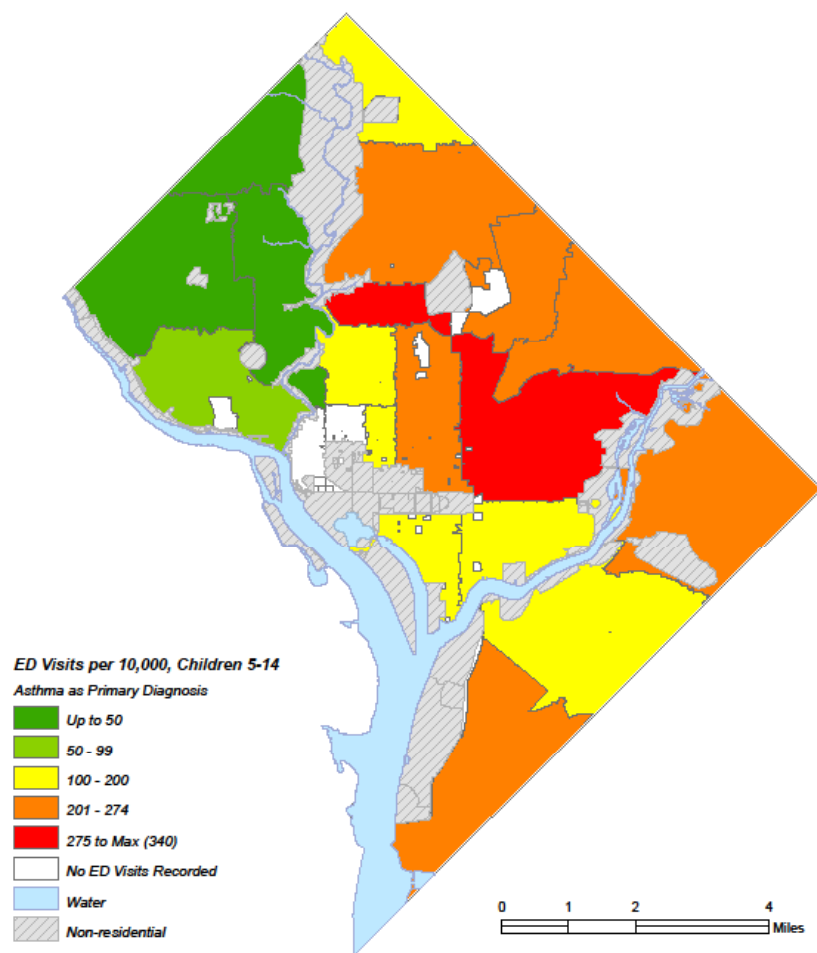 ED Visits per 10,000, Children 5-14
Asthma as Primary Diagnosis
Up to 50
50 - 99
100 - 200
201 - 274
275 to Max (340)
No ED Visits Recorded
Water
Non-residential
0 1 2 4
Miles